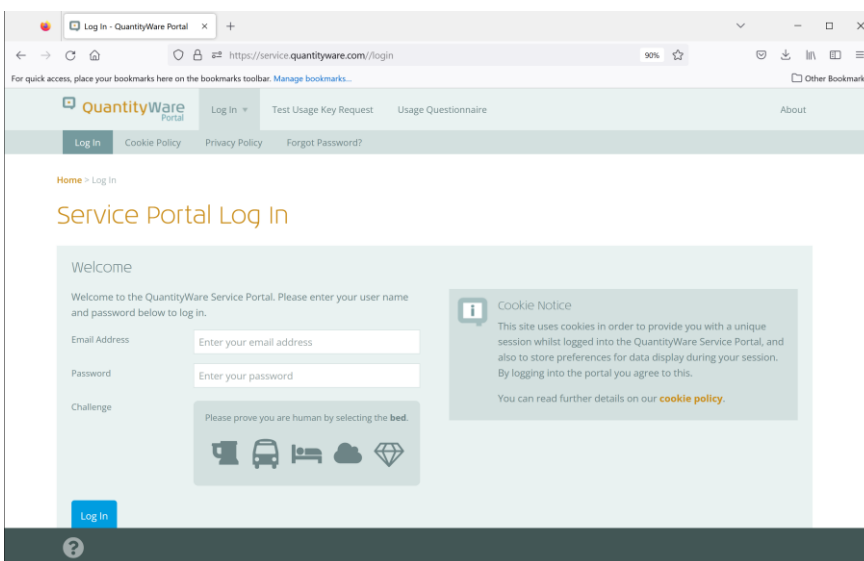 Log In - QuantityWare Portal
https://service.quantityware.com//login
90%
For quick access, place your bookmarks here on the bookmarks toolbar. Manage bookmarks...
Other Bookmark
QuantityWare
Portal
Log In
Test Usage Key Request
Usage Questionnaire
About
Log In
Cookie Policy
Privacy Policy
Forgot Password?
Home > Log In
Service Portal Log In
Welcome
Welcome to the QuantityWare Service Portal. Please enter your user name
and password below to log in.
Email Address
Enter your email address
Password
Enter your password
Challenge
Please prove you are human by selecting the bed.
Log In
Cookie Notice
This site uses cookies in order to provide you with a unique
session whilst logged into the QuantityWare Service Portal, and
also to store preferences for data display during your session.
By logging into the portal you agree to this.
You can read further details on our cookie policy.